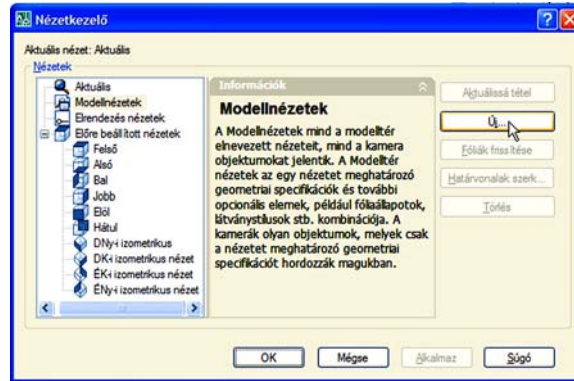 Nézetkezelő
Aktuális nézet: Aktuális
Nézetek
Aktuális
Modellnézetek
Elrendezés nézetek
Előre beállított nézetek
Felső
Alsó
Bal
Jobb
Elöl
Hátul
DNy-i izometrikus
DK-i izometrikus nézet
ÉK-i izometrikus nézet
ÉNy-i izometrikus nézet
Információk
Modellnézetek
A Modellnézetek mind a modelltér
elnevezett nézeteit, mind a kamera
objektumokat jelentik. A Modelltér
nézetek az egy nézetet meghatározó
geometriai specifikációk és további
opcionális elemek, például fóliaállapotok,
látványstílusok stb. kombinációja. A
kamerák olyan objektumok, melyek csak
a nézetet meghatározó geometriai
specifikációt hordozzák magukban.
Aktuálissá tétel
Új...
Fóliák frissítése
Határvonalak szerk...
Törlés
OK
Mégse
Alkalmaz
Súgó